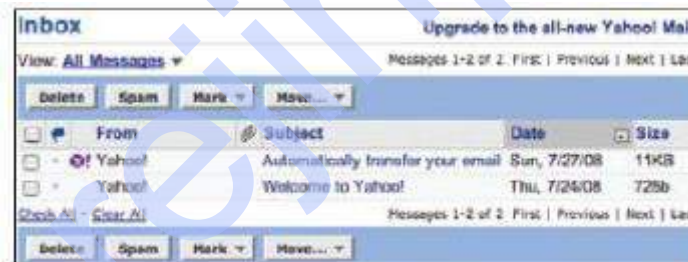 Inbox Upgrade to the all-new Yahoo! Mail
View: All Messages Messages 1-2 of 2 First | Previous | Next | Las
Delete Spam Mark Move...
From Subject Date Size
Yahoo! Automatically transfer your email Sun, 7/27/08 11KB
Yahoo! Welcome to Yahoo! Thu, 7/24/08 726b
Check All - Clear All Messages 1-2 of 2 First | Previous | Next | Las
Delete Spam Mark Move...